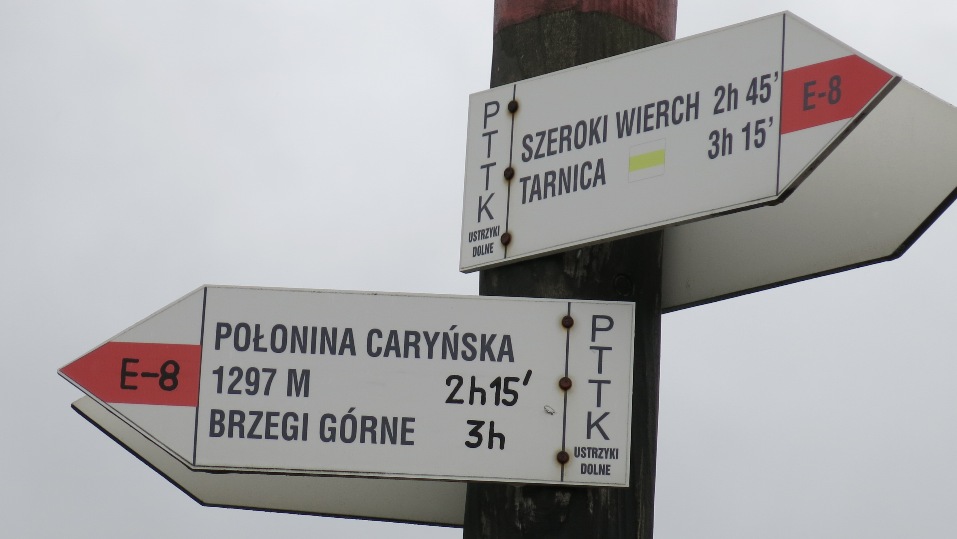 PTTK
USTRZYKI
DOLNE
SZEROKI WIERCH 2h 45'
TARNICA 3h 15'
E-8
E-8
POŁONINA CARYŃSKA
1297 M 2h15'
BRZEGI GÓRNE 3h
PTTK
USTRZYKI
DOLNE